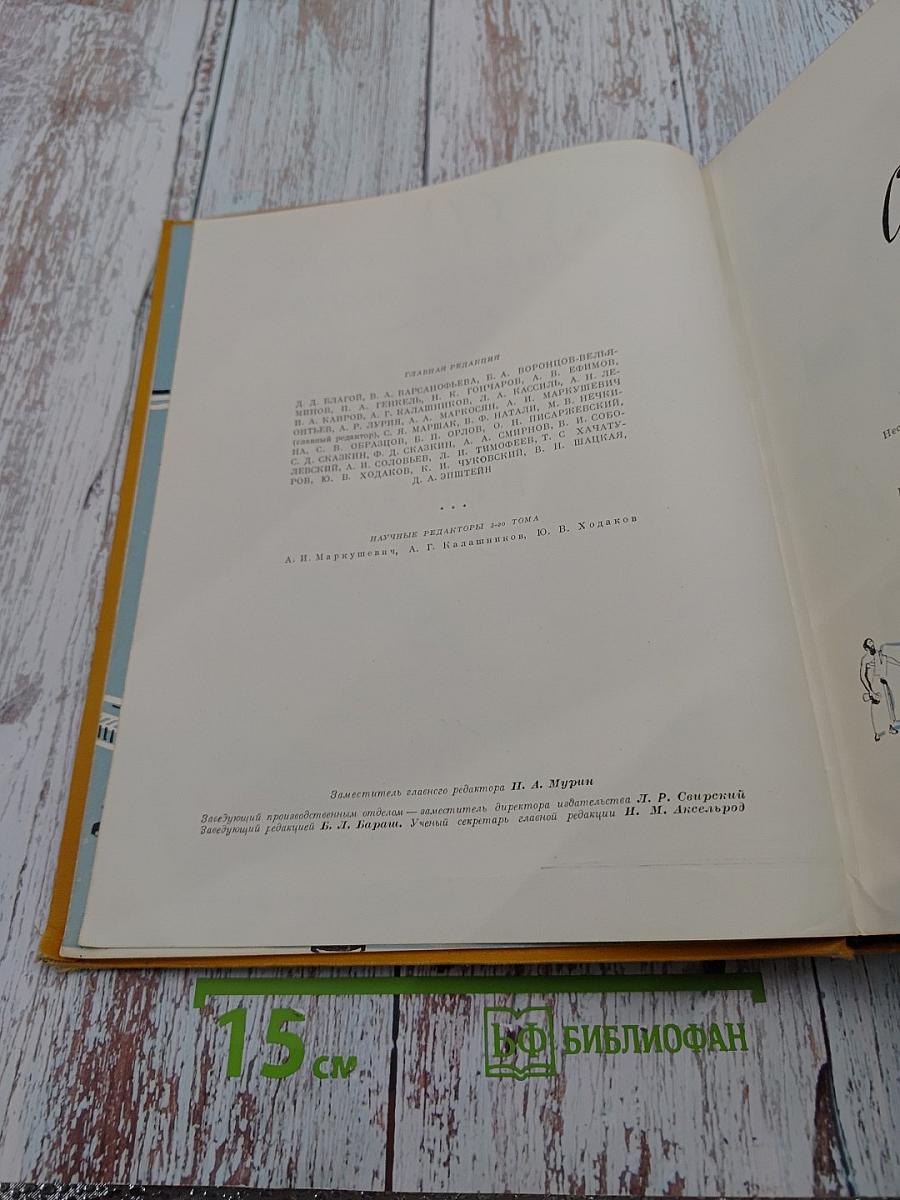 ГЛАВНАЯ РЕДАКЦИЯ
Д. Д. БЛАГОЙ, В. А. ВАРСАНОФЬЕВА, Б. А. ВОРОНЦОВ-ВЕЛЬЯ-
МИНОВ, П. А. ГЕНКЕЛЬ, Н. К. ГОНЧАРОВ, А. В. ЕФИМОВ,
И. А. КАИРОВ, А. Г. КАЛАШНИКОВ, Л. А. КАССИЛЬ, А. Н. ЛЕ-
ОНТЬЕВ, А. Р. ЛУРИЯ, А. А. МАРКОСЯН, А. И. МАРКУШЕВИЧ
(главный редактор), С. Я. МАРШАК, В. Ф. НАТАЛИ, М. В. НЕЧКИ-
НА, С. В. ОБРАЗЦОВ, Б. П. ОРЛОВ, О. Н. ПИСАРЖЕВСКИЙ,
С. Д. СКАЗКИН, Ф. Д. СКАЗКИН, А. А. СМИРНОВ, В. И. СОБО-
ЛЕВСКИЙ, А. И. СОЛОВЬЕВ, Л. И. ТИМОФЕЕВ, Т. С. ХАЧАТУ-
РОВ, Ю. В. ХОДАКОВ, К. И. ЧУКОВСКИЙ, В. Н. ШАЦКАЯ,
Д. А. ЭПШТЕЙН
* * *
НАУЧНЫЕ РЕДАКТОРЫ 3-го ТОМА
А. И. Маркушевич, А. Г. Калашников, Ю. В. Ходаков
Заместитель главного редактора П. А. Мурин
Заведующий производственным отделом — заместитель директора издательства Л. Р. Свирский
Заведующий редакцией Б. Л. Бараш. Ученый секретарь главной редакции И. М. Аксельрод
15 см
БФ БИБЛИОФАН